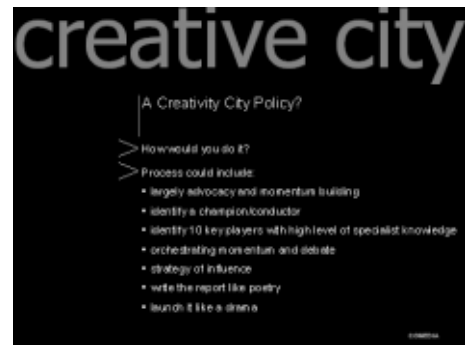 creative city
A Creativity City Policy?
How would you do it?
Process could include:
• largely advocacy and momentum building
• identify a champion/conductor
• identify 10 key players with high level of specialist knowledge
• orchestrating momentum and debate
• strategy of influence
• write the report like poetry
• launch it like a drama